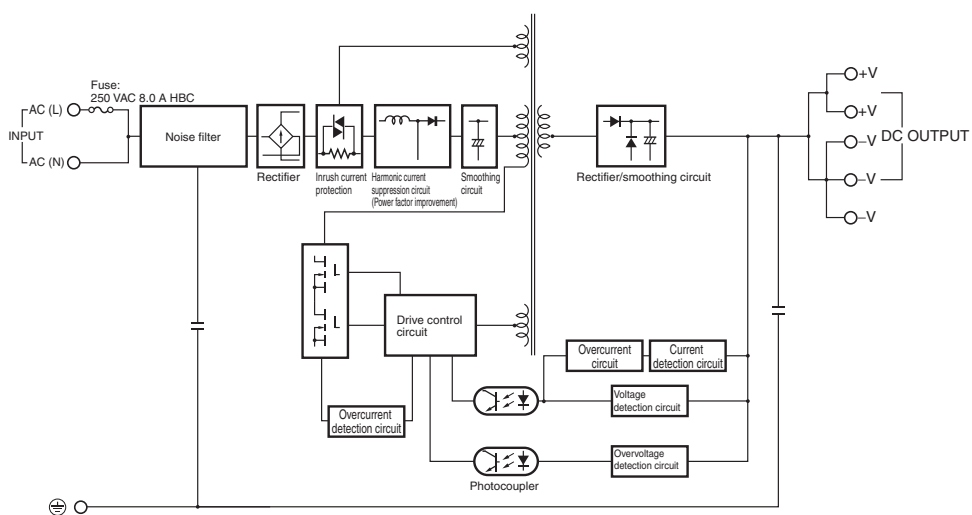 Fuse:
250 VAC 8.0 A HBC
AC (L)
INPUT
AC (N)
Noise filter
Rectifier
Inrush current
protection
Harmonic current
suppression circuit
(Power factor improvement)
Smoothing
circuit
Rectifier/smoothing circuit
+V
+V
DC OUTPUT
–V
–V
–V
Drive control
circuit
Overcurrent
detection circuit
Overcurrent
circuit
Current
detection circuit
Voltage
detection circuit
Overvoltage
detection circuit
Photocoupler